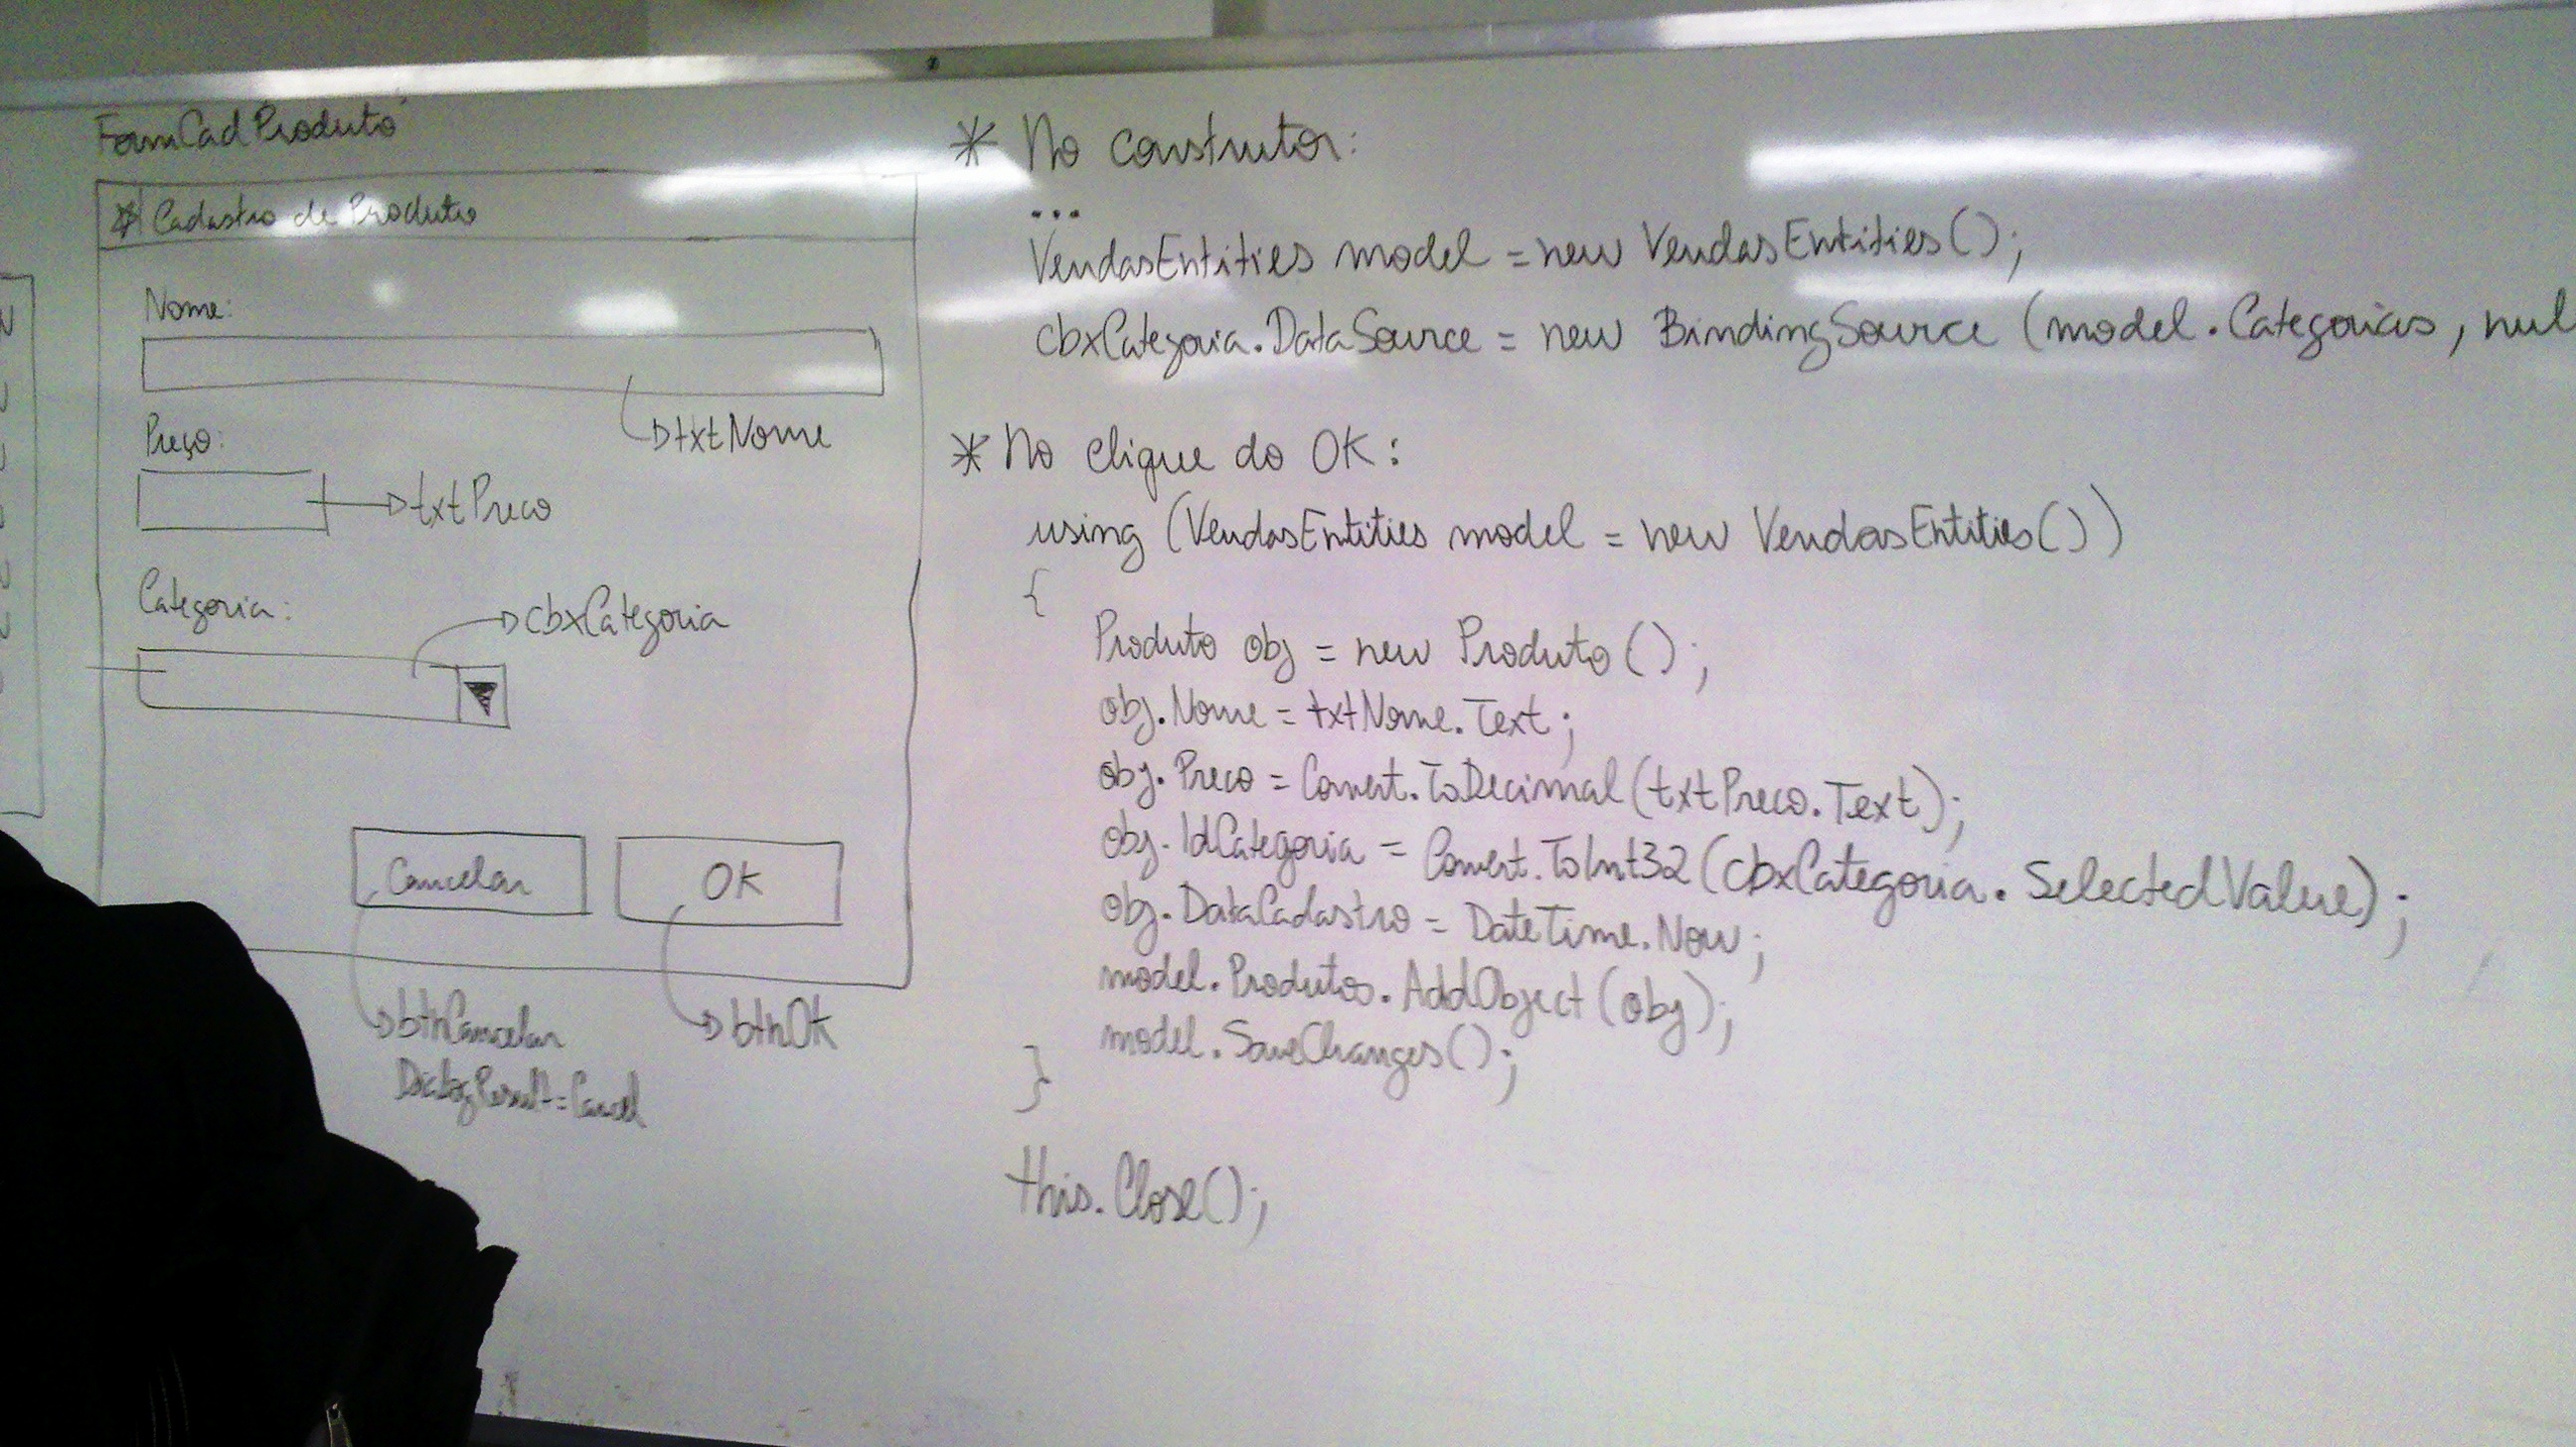 FormCadProduto
Cadastro de Produto
Nome:
txtNome
Preço:
txtPreco
Categoria:
cbxCategoria
Cancelar
OK
btnCancelar
DialogResult=Cancel
btnOK
* No construtor:
...
VendasEntities model = new VendasEntities();
cbxCategoria.DataSource = new BindingSource (model.Categorias, nul
* No clique do OK:
using (VendasEntities model = new VendasEntities())
{
Produto obj = new Produto();
obj.Nome = txtNome.Text;
obj.Preco = Convert.ToDecimal(txtPreco.Text);
obj.IdCategoria = Convert.ToInt32(cbxCategoria.SelectedValue);
obj.DataCadastro = DateTime.Now;
model.Produtos.AddObject(obj);
model.SaveChanges();
}
this.Close();